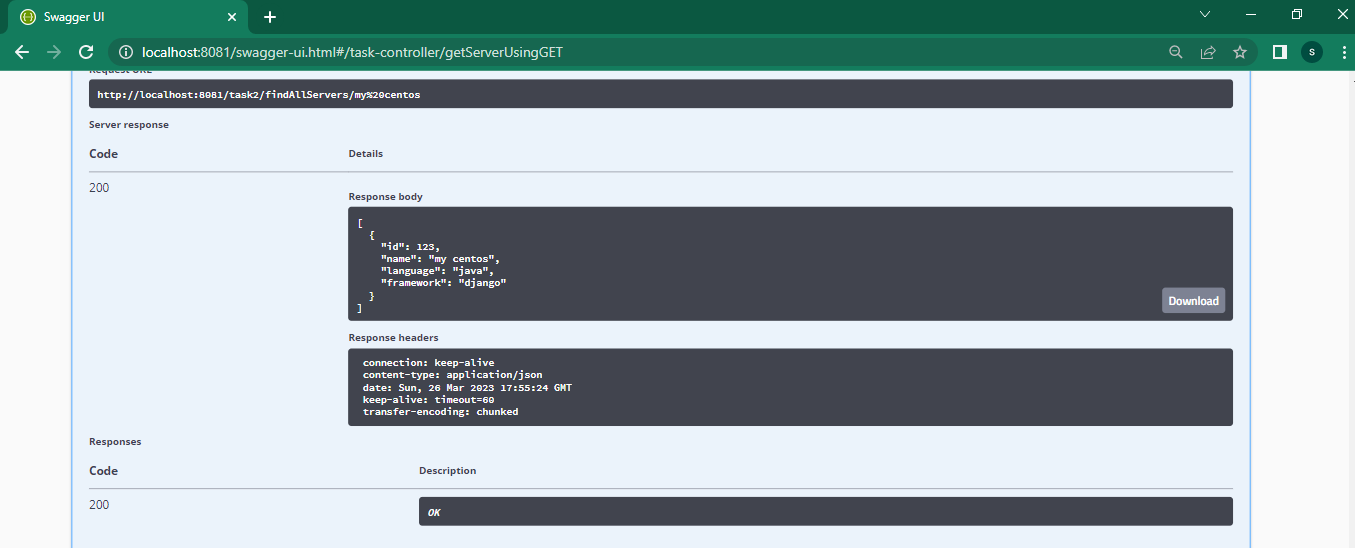 Swagger UI
localhost:8081/swagger-ui.html#/task-controller/getServerUsingGET
S
Request URL
http://localhost:8081/task2/findAllServers/my%20centos
Server response
Code Details
200
Response body
[
{
"id": 123,
"name": "my centos",
"language": "java",
"framework": "django"
}
]
Download
Response headers
connection: keep-alive
content-type: application/json
date: Sun, 26 Mar 2023 17:55:24 GMT
keep-alive: timeout=60
transfer-encoding: chunked
Responses
Code Description
200
OK